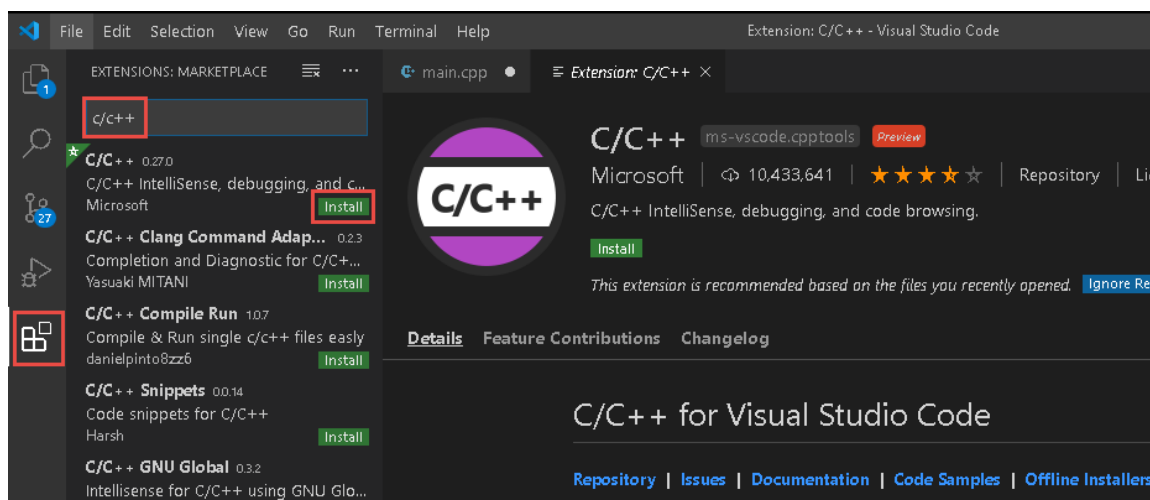 File Edit Selection View Go Run Terminal Help
Extension: C/C++ - Visual Studio Code
EXTENSIONS: MARKETPLACE
main.cpp
Extension: C/C++
1
c/c++
C/C++ 0.27.0
C/C++ IntelliSense, debugging, and c...
Microsoft Install
27
C/C++ Clang Command Adap... 0.2.3
Completion and Diagnostic for C/C+...
Yasuaki MITANI Install
C/C++ Compile Run 1.0.7
Compile & Run single c/c++ files easly
danielpinto8zz6 Install
C/C++ Snippets 0.0.14
Code snippets for C/C++
Harsh Install
C/C++ GNU Global 0.3.2
Intellisense for C/C++ using GNU Glo...
C/C++
C/C++ ms-vscode.cpptools Preview
Microsoft 10,433,641 Repository Li
C/C++ IntelliSense, debugging, and code browsing.
Install
This extension is recommended based on the files you recently opened. Ignore Re
Details Feature Contributions Changelog
C/C++ for Visual Studio Code
Repository | Issues | Documentation | Code Samples | Offline Installers